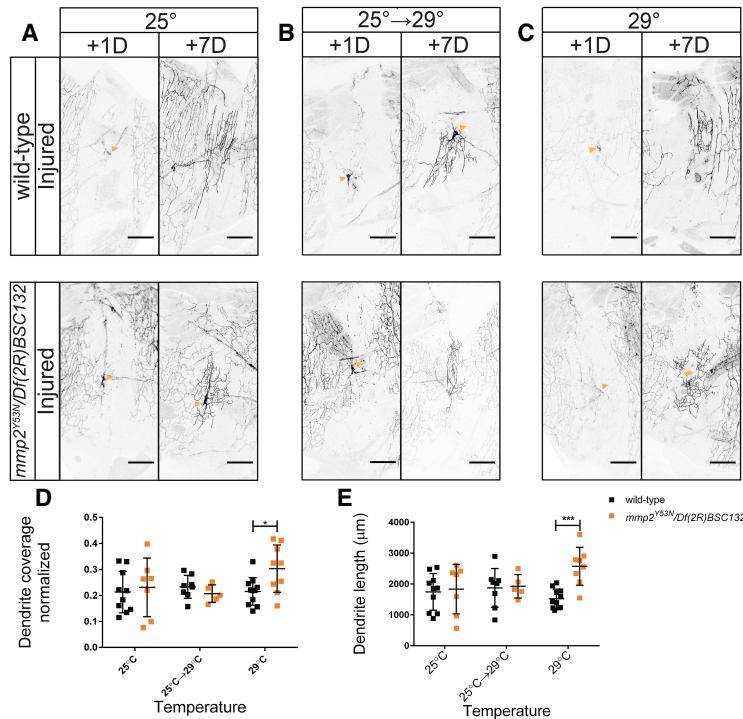 A
25°
+1D
+7D
B
25°→29°
+1D
+7D
C
29°
+1D
+7D
wild-type
Injured
mmp2Y53N/Df(2R)BSC132
Injured
D
Dendrite coverage
normalized
0.5
0.4
0.3
0.2
0.1
0.0
*
25°C
25°C→29°C
29°C
Temperature
E
Dendrite length (μm)
4000
3000
2000
1000
0
***
25°C
25°C→29°C
29°C
Temperature
wild-type
mmp2Y53N/Df(2R)BSC132